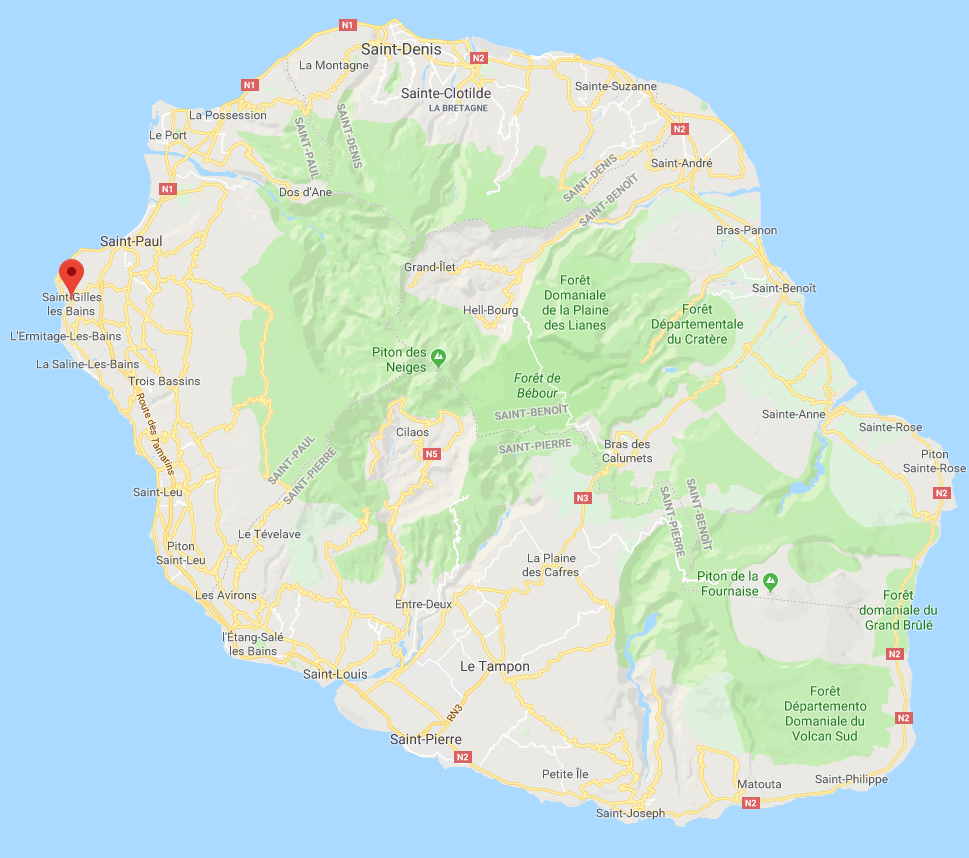 N1
Saint-Denis
N2
La Montagne
N1
Sainte-Clotilde
LA BRETAGNE
Sainte-Suzanne
La Possession
Le Port
SAINT-PAUL
SAINT-DENIS
N2
Saint-André
SAINT-DENIS
SAINT-BENOÎT
N1
Dos d'Ane
Saint-Paul
Bras-Panon
Grand-Îlet
Saint-Gilles
les Bains
Hell-Bourg
Forêt
Domaniale
de la Plaine
des Lianes
Saint-Benoît
Forêt
Départementale
du Cratère
L'Ermitage-Les-Bains
La Saline-Les-Bains
Piton des
Neiges
Trois Bassins
Forêt de
Bébour
Route des Tamarins
SAINT-BENOÎT
SAINT-PIERRE
Sainte-Anne
Sainte-Rose
Cilaos
N5
Bras des
Calumets
Piton
Sainte-Rose
SAINT-PAUL
SAINT-PIERRE
Saint-Leu
N3
N2
SAINT-PIERRE
SAINT-BENOÎT
Le Tévelave
Piton
Saint-Leu
La Plaine
des Cafres
Piton de la
Fournaise
Les Avirons
Entre-Deux
Forêt
domaniale du
Grand Brûlé
l'Étang-Salé
les Bains
N2
Saint-Louis
Le Tampon
Forêt
Départemento
Domaniale du
Volcan Sud
RN3
N2
Saint-Pierre
N2
Petite Île
Matouta
Saint-Philippe
N2
Saint-Joseph